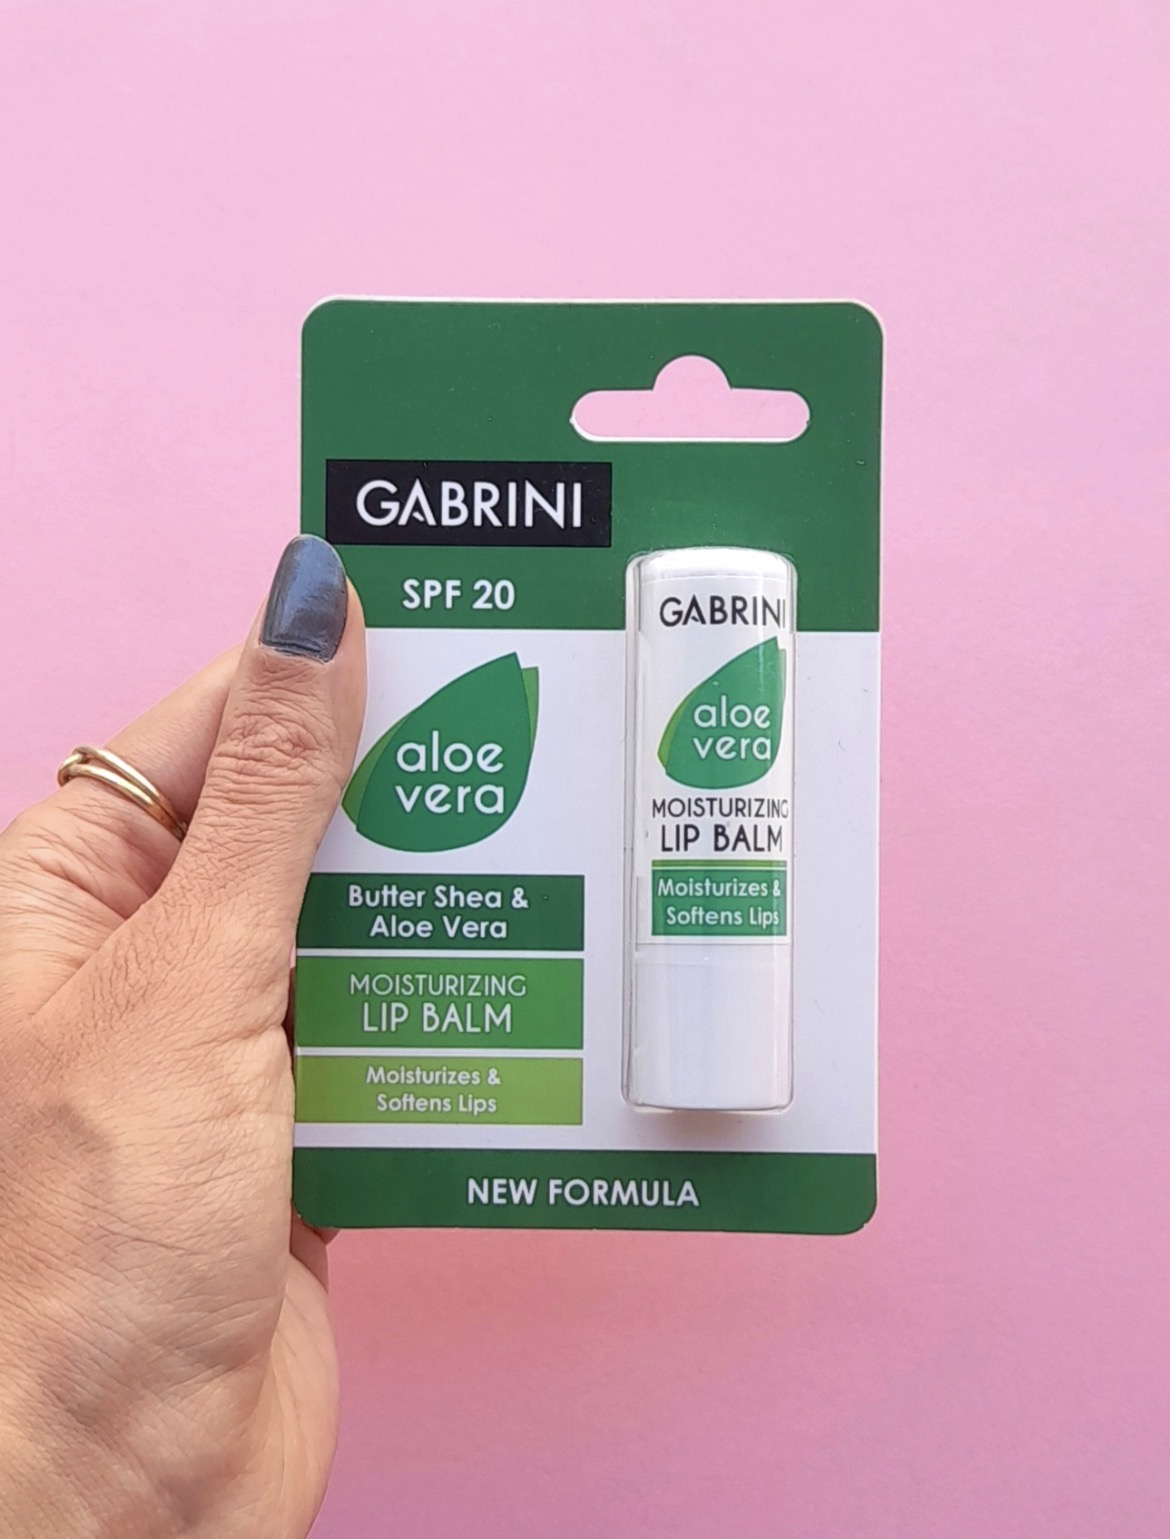 GABRINI
SPF 20
aloe
vera
Butter Shea &
Aloe Vera
MOISTURIZING
LIP BALM
Moisturizes &
Softens Lips
NEW FORMULA
GABRINI
aloe
vera
MOISTURIZING
LIP BALM
Moisturizes &
Softens Lips